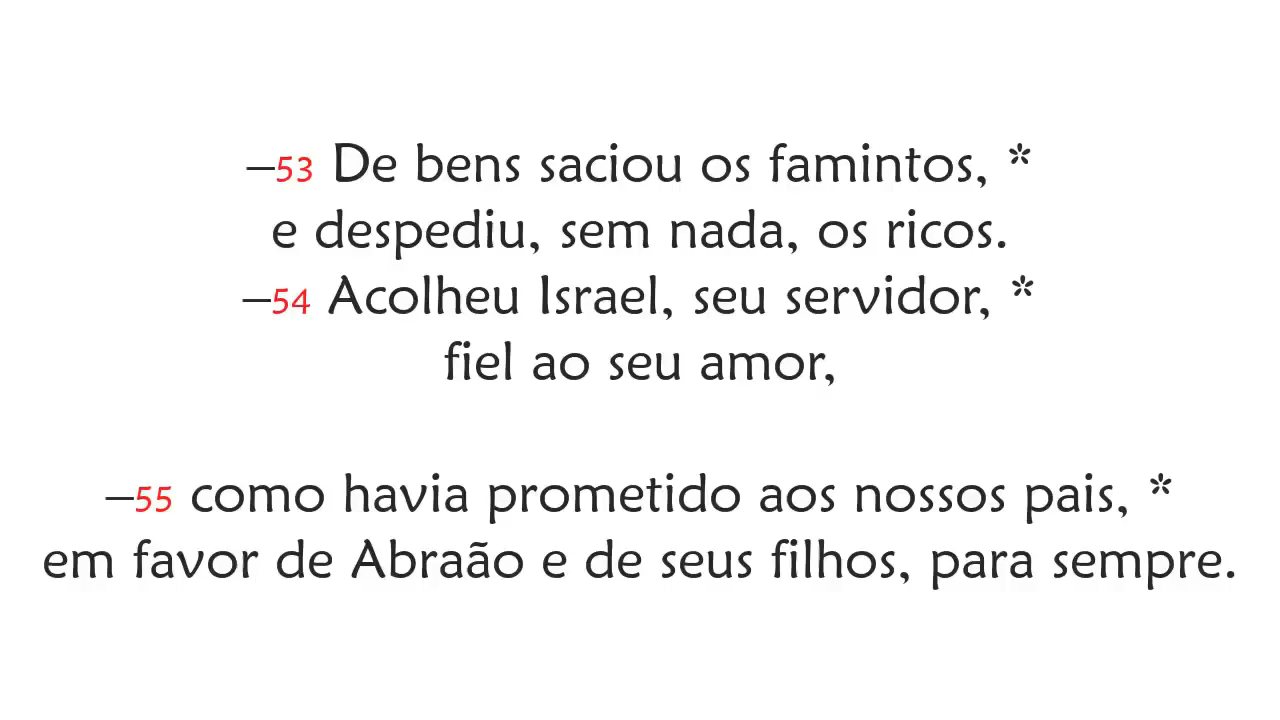 –53 De bens saciou os famintos, *
e despediu, sem nada, os ricos.
–54 Acolheu Israel, seu servidor, *
fiel ao seu amor,
–55 como havia prometido aos nossos pais, *
em favor de Abraão e de seus filhos, para sempre.